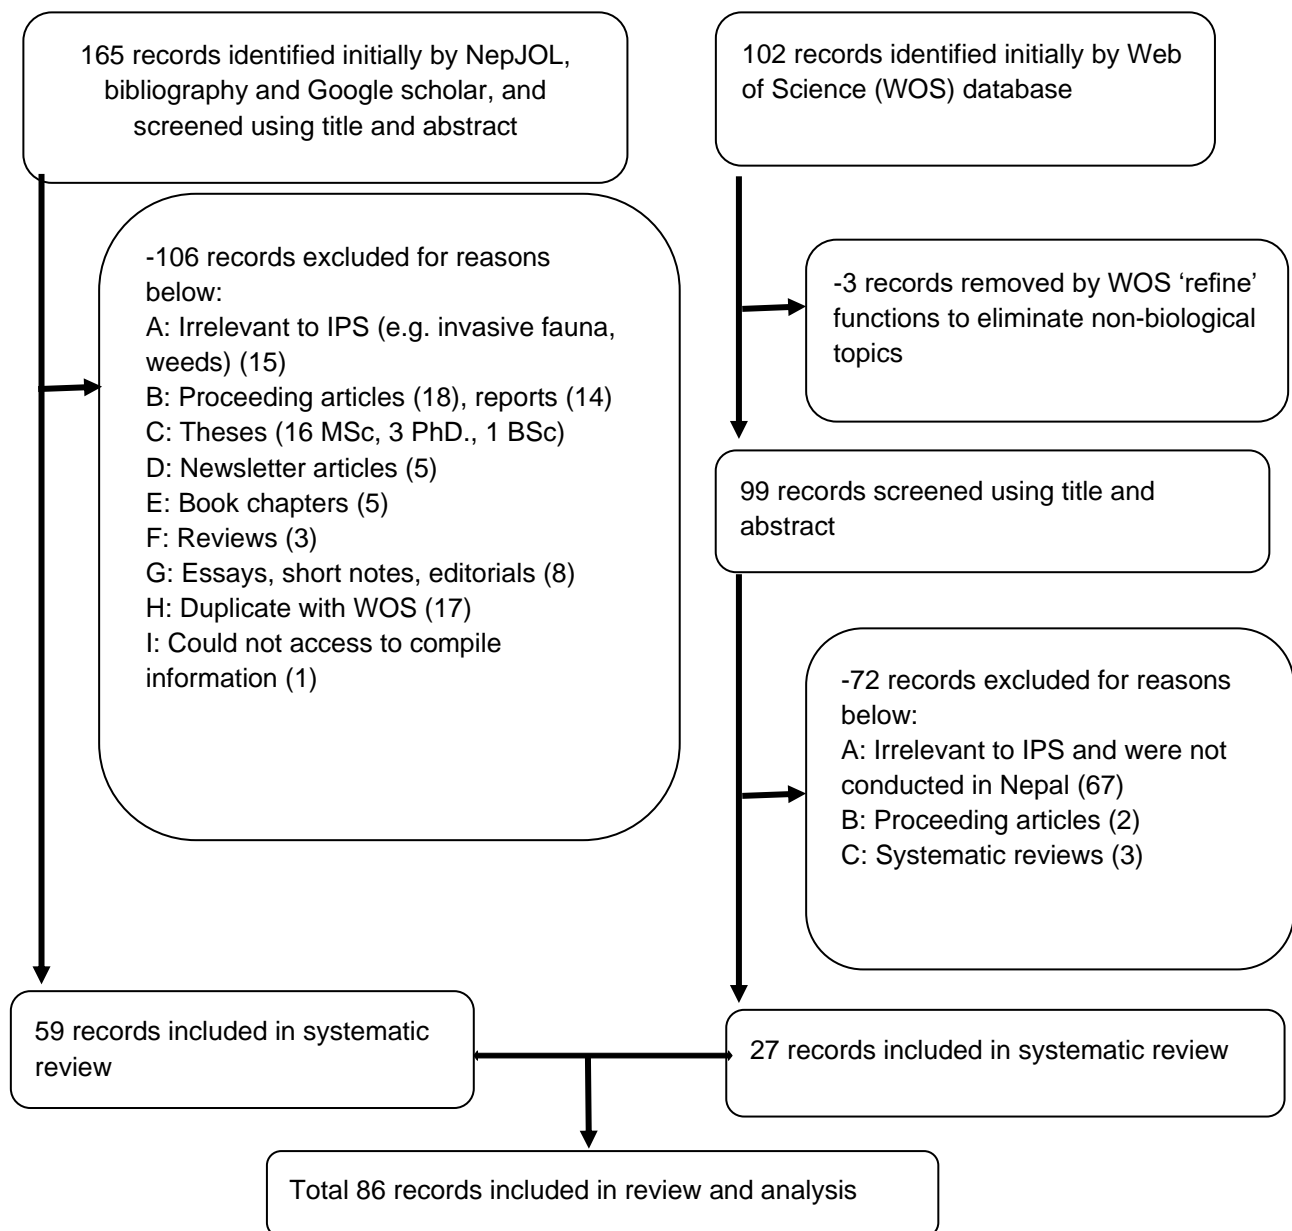 165 records identified initially by NepJOL,
bibliography and Google scholar, and
screened using title and abstract
102 records identified initially by Web
of Science (WOS) database
-106 records excluded for reasons
below:
A: Irrelevant to IPS (e.g. invasive fauna,
weeds) (15)
B: Proceeding articles (18), reports (14)
C: Theses (16 MSc, 3 PhD., 1 BSc)
D: Newsletter articles (5)
E: Book chapters (5)
F: Reviews (3)
G: Essays, short notes, editorials (8)
H: Duplicate with WOS (17)
I: Could not access to compile
information (1)
-3 records removed by WOS ‘refine’
functions to eliminate non-biological
topics
99 records screened using title and
abstract
-72 records excluded for reasons
below:
A: Irrelevant to IPS and were not
conducted in Nepal (67)
B: Proceeding articles (2)
C: Systematic reviews (3)
59 records included in systematic
review
27 records included in systematic review
Total 86 records included in review and analysis